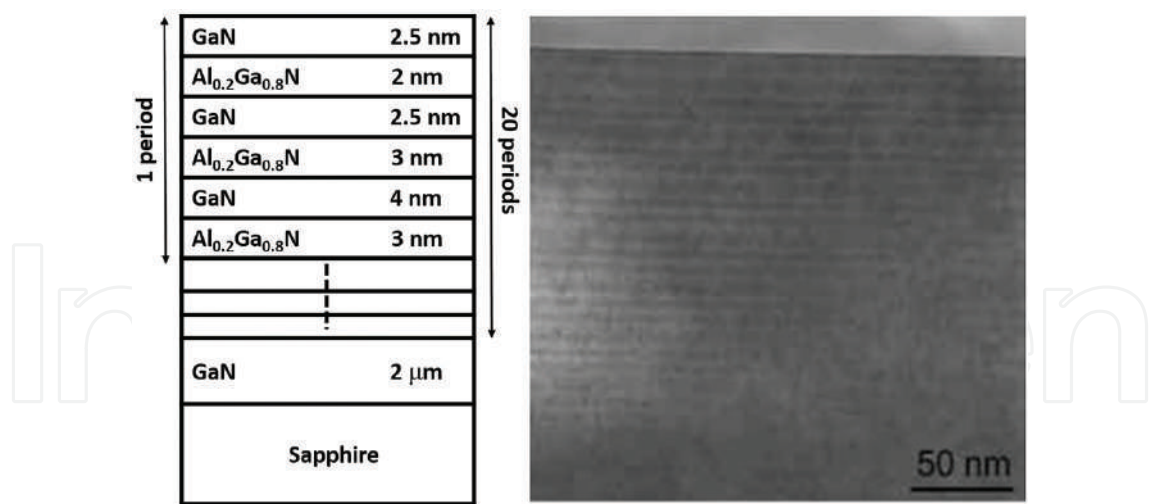 GaN 2.5 nm
Al0.2Ga0.8N 2 nm
GaN 2.5 nm
Al0.2Ga0.8N 3 nm
GaN 4 nm
Al0.2Ga0.8N 3 nm
GaN 2 μm
Sapphire
1 period
20 periods
50 nm